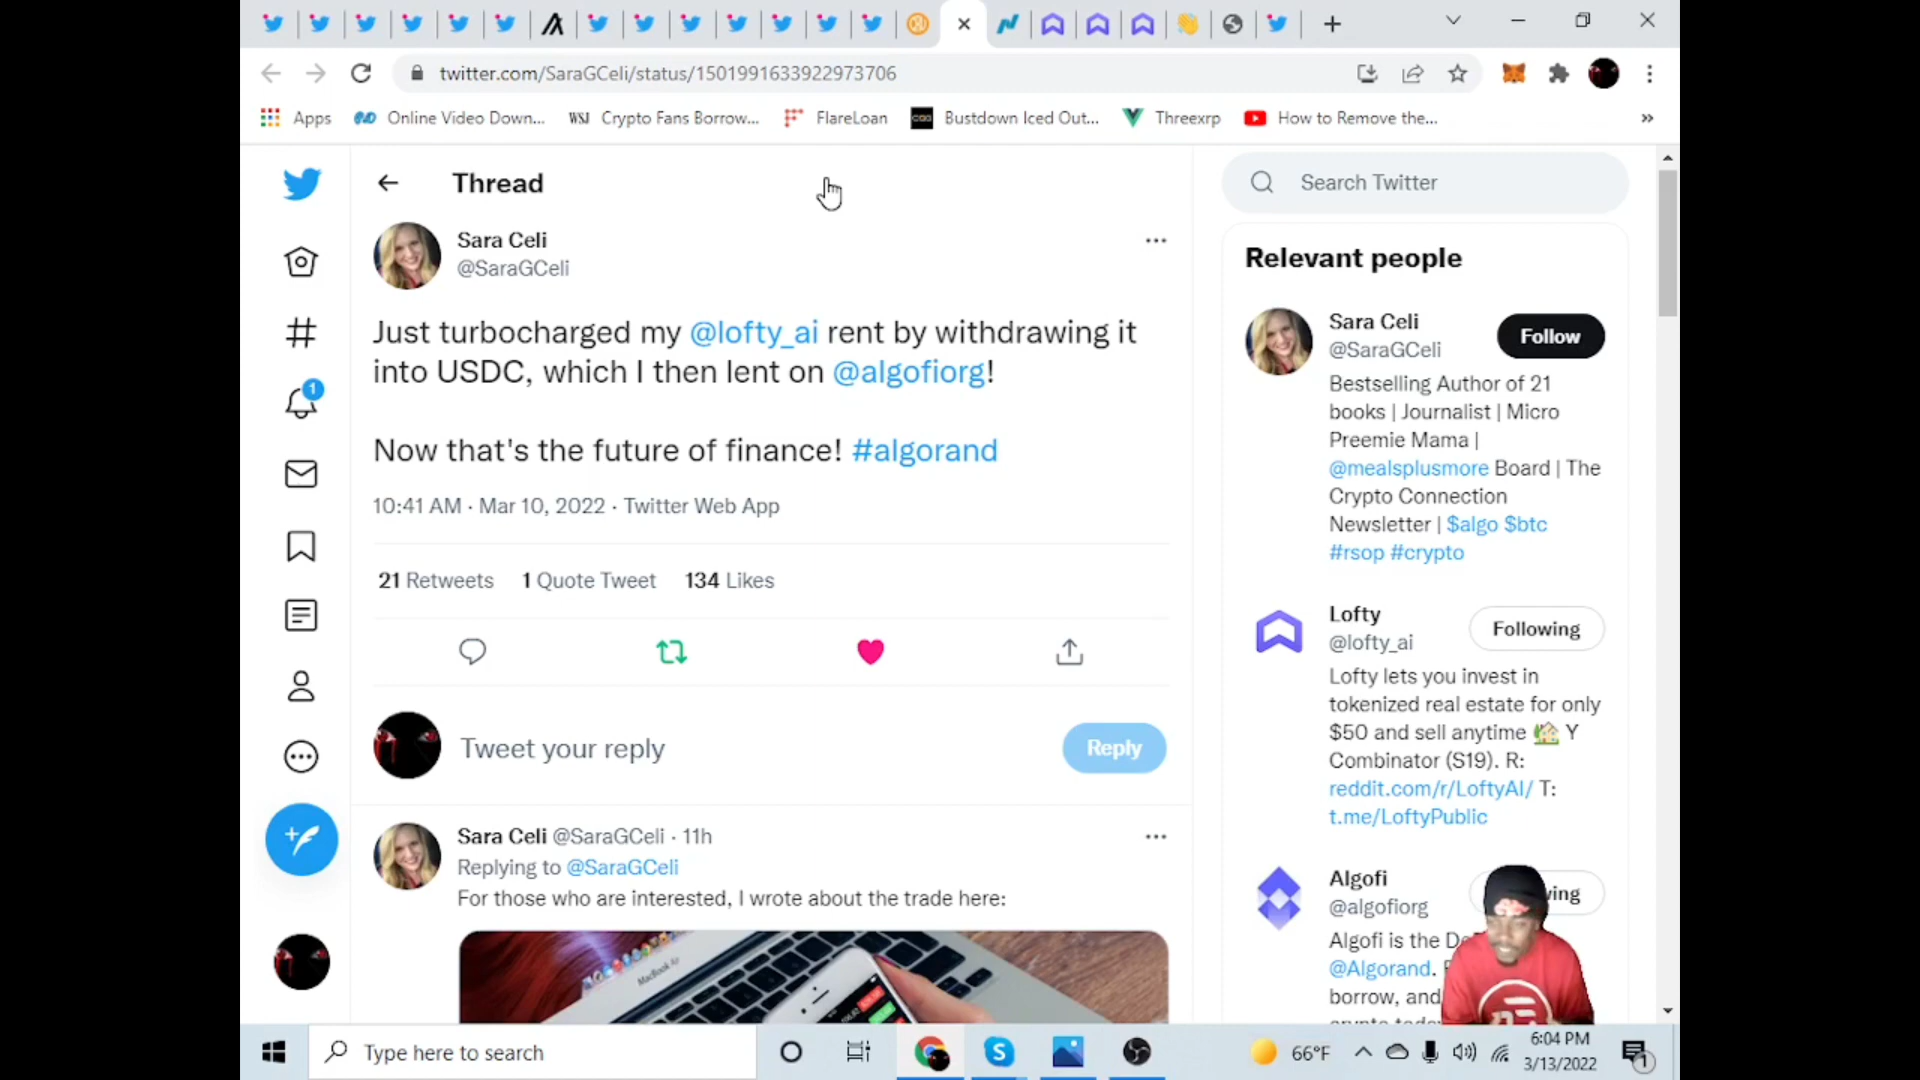 twitter.com/SaraGCeli/status/1501991633922973706
Apps
Online Video Down...
WSJ Crypto Fans Borrow...
FlareLoan
Bustdown Iced Out...
Threexrp
How to Remove the...
»
Thread
Search Twitter
Sara Celi
@SaraGCeli
Just turbocharged my @lofty_ai rent by withdrawing it
into USDC, which I then lent on @algofiorg!
Now that's the future of finance! #algorand
10:41 AM · Mar 10, 2022 · Twitter Web App
21 Retweets 1 Quote Tweet 134 Likes
Tweet your reply
Reply
Sara Celi @SaraGCeli · 11h
Replying to @SaraGCeli
For those who are interested, I wrote about the trade here:
MacBook Air
1
Relevant people
Sara Celi
@SaraGCeli
Follow
Bestselling Author of 21
books | Journalist | Micro
Preemie Mama |
@mealsplusmore Board | The
Crypto Connection
Newsletter | $algo $btc
#rsop #crypto
Lofty
@lofty_ai
Following
Lofty lets you invest in
tokenized real estate for only
$50 and sell anytime 🏡 Y
Combinator (S19). R:
reddit.com/r/LoftyAI/ T:
t.me/LoftyPublic
Algofi
@algofiorg
Algofi is the
@Algorand.
borrow, and
Type here to search
66°F
6:04 PM
3/13/2022
1